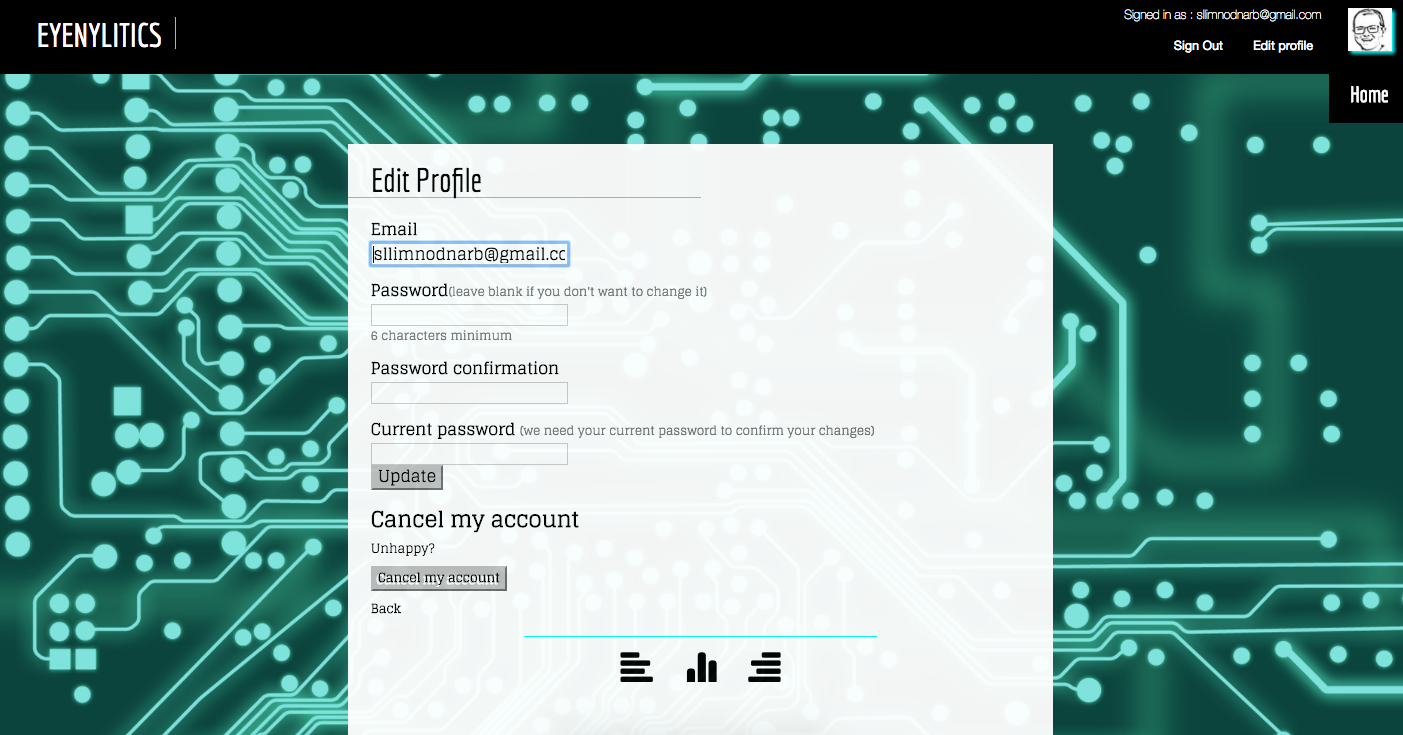 EYENYLITICS
Signed in as : sllimnodnarb@gmail.com
Sign Out Edit profile
Home
Edit Profile
Email
sllimnodnarb@gmail.cc
Password(leave blank if you don't want to change it)
6 characters minimum
Password confirmation
Current password (we need your current password to confirm your changes)
Update
Cancel my account
Unhappy?
Cancel my account
Back